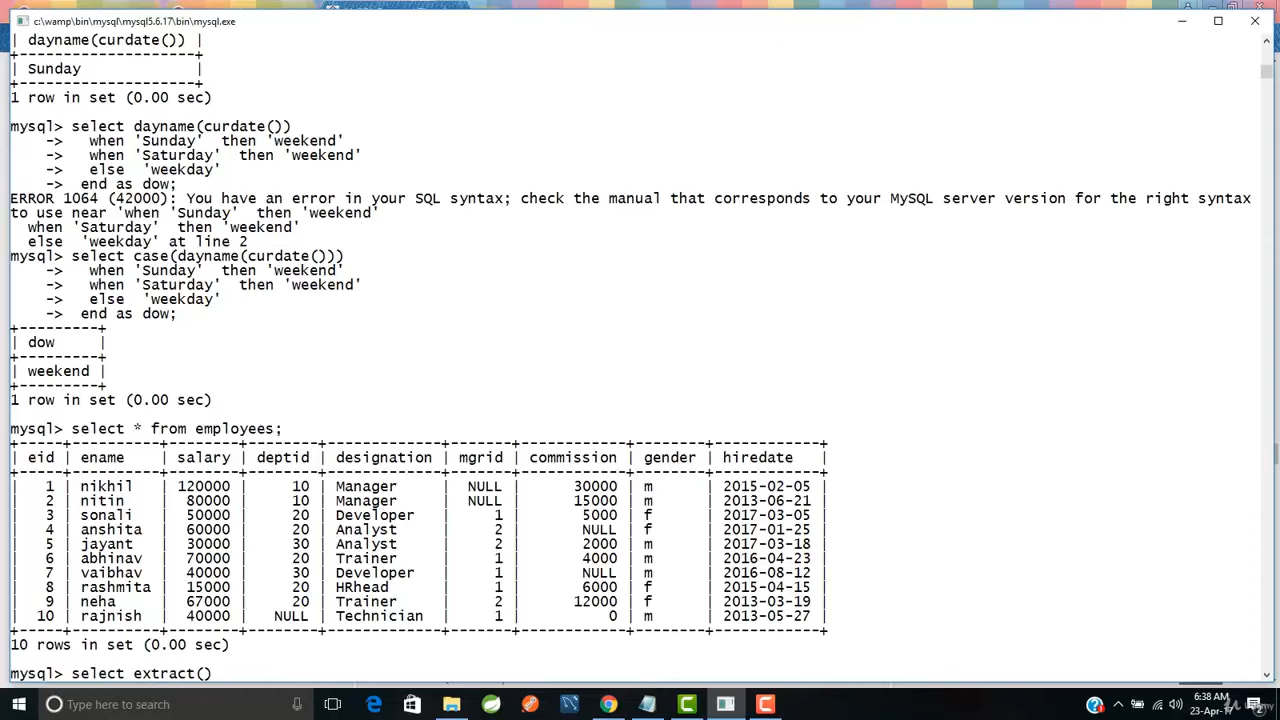 c:\wamp\bin\mysql\mysql5.6.17\bin\mysql.exe
| dayname(curdate()) |
+--------------------+
| Sunday             |
+--------------------+
1 row in set (0.00 sec)
mysql> select dayname(curdate())
    ->   when 'Sunday'  then 'weekend'
    ->   when 'Saturday'  then 'weekend'
    ->   else  'weekday'
    ->  end as dow;
ERROR 1064 (42000): You have an error in your SQL syntax; check the manual that corresponds to your MySQL server version for the right syntax
to use near 'when 'Sunday'  then 'weekend'
  when 'Saturday'  then 'weekend'
  else  'weekday' at line 2
mysql> select case(dayname(curdate()))
    ->   when 'Sunday'  then 'weekend'
    ->   when 'Saturday'  then 'weekend'
    ->   else  'weekday'
    ->  end as dow;
+---------+
| dow     |
+---------+
| weekend |
+---------+
1 row in set (0.00 sec)
mysql> select * from employees;
+-----+----------+--------+--------+-------------+-------+------------+--------+------------+
| eid | ename    | salary | deptid | designation | mgrid | commission | gender | hiredate   |
+-----+----------+--------+--------+-------------+-------+------------+--------+------------+
|   1 | nikhil   | 120000 |     10 | Manager     |  NULL |      30000 | m      | 2015-02-05 |
|   2 | nitin    |  80000 |     10 | Manager     |  NULL |      15000 | m      | 2013-06-21 |
|   3 | sonali   |  50000 |     20 | Developer   |     1 |       5000 | f      | 2017-03-05 |
|   4 | anshita  |  60000 |     20 | Analyst     |     2 |       NULL | f      | 2017-01-25 |
|   5 | jayant   |  30000 |     30 | Analyst     |     2 |       2000 | m      | 2017-03-18 |
|   6 | abhinav  |  70000 |     20 | Trainer     |     1 |       4000 | m      | 2016-04-23 |
|   7 | vaibhav  |  40000 |     30 | Developer   |     1 |       NULL | m      | 2016-08-12 |
|   8 | rashmita |  15000 |     20 | HRhead      |     1 |       6000 | f      | 2015-04-15 |
|   9 | neha     |  67000 |     20 | Trainer     |     2 |      12000 | f      | 2013-03-19 |
|  10 | rajnish  |  40000 |   NULL | Technician  |     1 |          0 | m      | 2013-05-27 |
+-----+----------+--------+--------+-------------+-------+------------+--------+------------+
10 rows in set (0.00 sec)
mysql> select extract()
Type here to search
6:38 AM
23-Apr-17